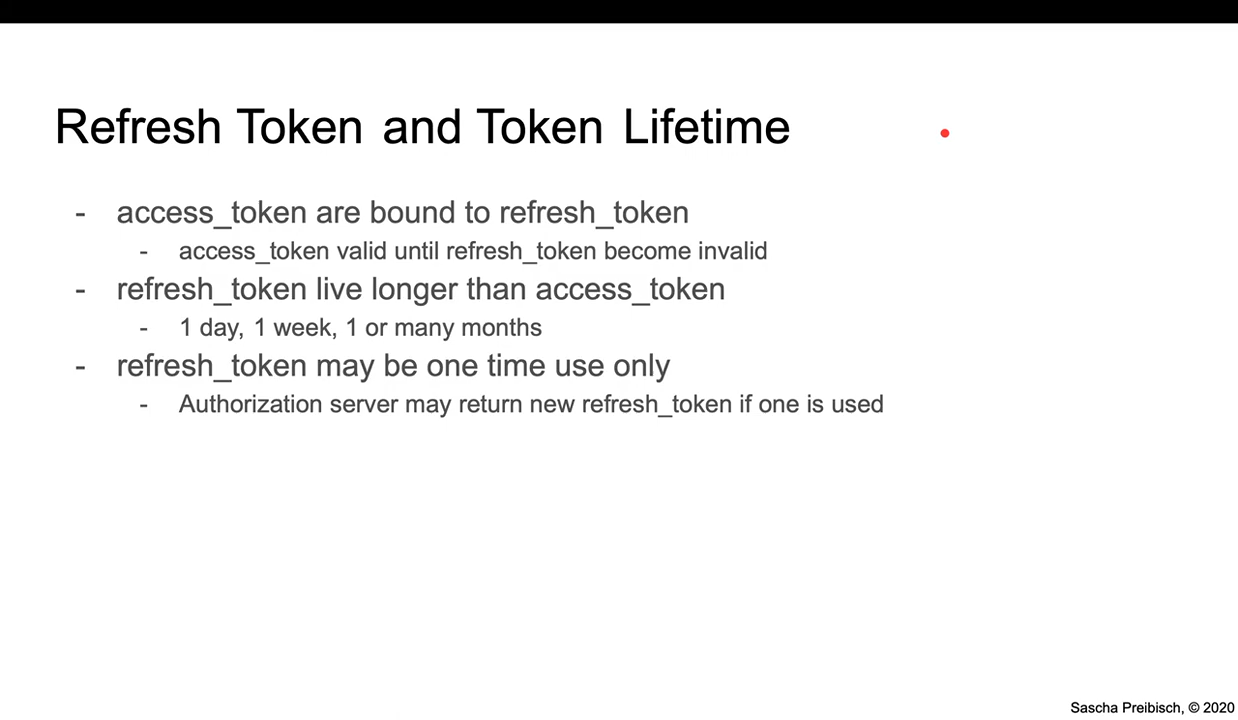 Refresh Token and Token Lifetime
- access_token are bound to refresh_token
- access_token valid until refresh_token become invalid
- refresh_token live longer than access_token
- 1 day, 1 week, 1 or many months
- refresh_token may be one time use only
- Authorization server may return new refresh_token if one is used
Sascha Preibisch, © 2020